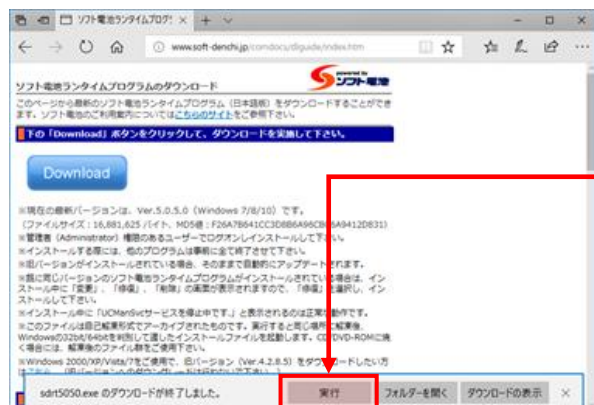 ソフト電池ランタイムプログ
www.soft-denchi.jp/comdocs/dlguide/index.htm
powered by
ソフト電池
ソフト電池ランタイムプログラムのダウンロード
このページから最新のソフト電池ランタイムプログラム（日本語版）をダウンロードすることができ
ます。ソフト電池のご利用案内についてはこちらのサイトをご参照下さい。
下の「Download」ボタンをクリックして、ダウンロードを実施して下さい。
Download
※現在の最新バージョンは、Ver.5.0.5.0（Windows 7/8/10）です。
（ファイルサイズ：16,881,625 バイト、MD5値：
※管理者（Administrator）権限のあるユーザーでログオンしインストールして下さい。
※インストールする際には、他のプログラムは事前に全て終了させて下さい。
※旧バージョンがインストールされている場合、そのままで自動的にアップデートされます。
※既に同じバージョンのソフト電池ランタイムプログラムがインストールされている場合は、イン
ストール中に「変更」、「修復」、「削除」の画面が表示されますので、「修復」を選択し、イン
ストールして下さい。
※インストール中に「UCManSvcサービスを停止中です。」と表示されるのは正常な動作です。
※このファイルは自己解凍形式でアーカイブされたものです。実行すると同じ場所に解凍後、
Windowsの32bit/64bitを判別して適したインストールファイルを起動します。CD/DVD-ROMに焼
く場合には、解凍後のファイル群をご使用下さい。
※Windows 2000/XP/Vista/7をご使用で、旧バージョン（Ver.4.2.8.5）をダウンロードしたい方
sdrt5050.exe のダウンロードが終了しました。
実行
フォルダーを開く
ダウンロードの表示